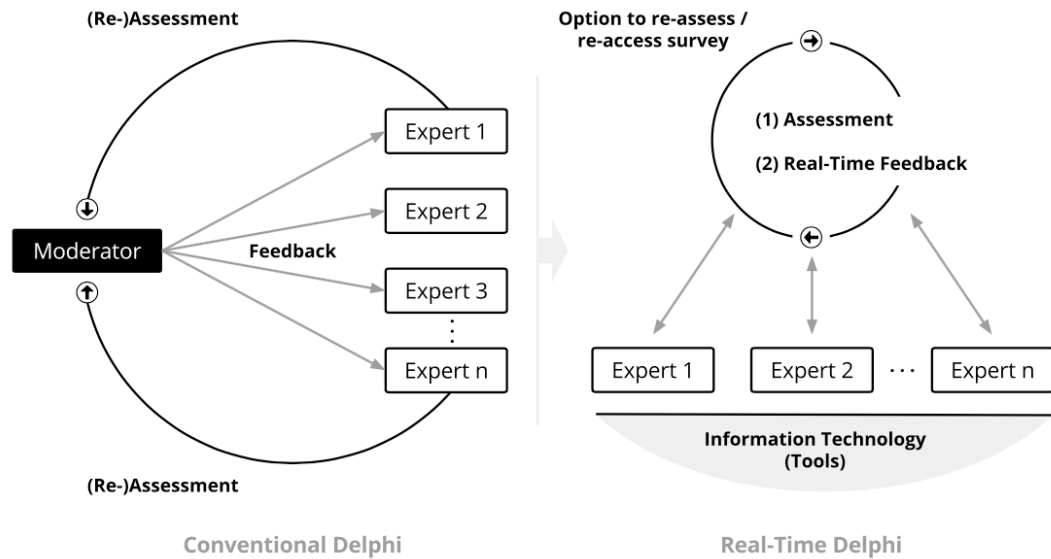 (Re-)Assessment
Expert 1
Expert 2
Moderator
Feedback
Expert 3
Expert n
(Re-)Assessment
Conventional Delphi
Option to re-assess /
re-access survey
(1) Assessment
(2) Real-Time Feedback
Expert 1
Expert 2
...
Expert n
Information Technology
(Tools)
Real-Time Delphi